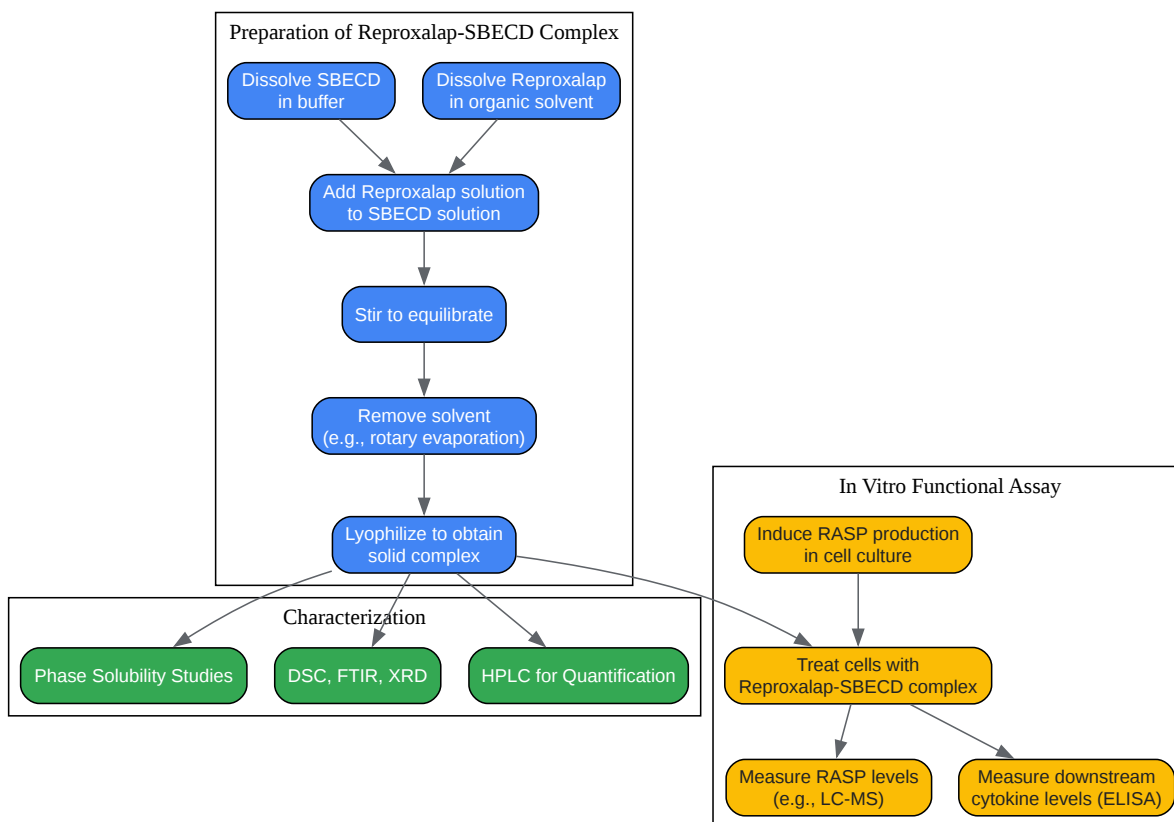 Preparation of Reproxalap-SBECD Complex
Dissolve SBECD
in buffer
Dissolve Reproxalap
in organic solvent
Add Reproxalap solution
to SBECD solution
Stir to equilibrate
Remove solvent
(e.g., rotary evaporation)
Lyophilize to obtain
solid complex
Characterization
Phase Solubility Studies
DSC, FTIR, XRD
HPLC for Quantification
In Vitro Functional Assay
Induce RASP production
in cell culture
Treat cells with
Reproxalap-SBECD complex
Measure RASP levels
(e.g., LC-MS)
Measure downstream
cytokine levels (ELISA)